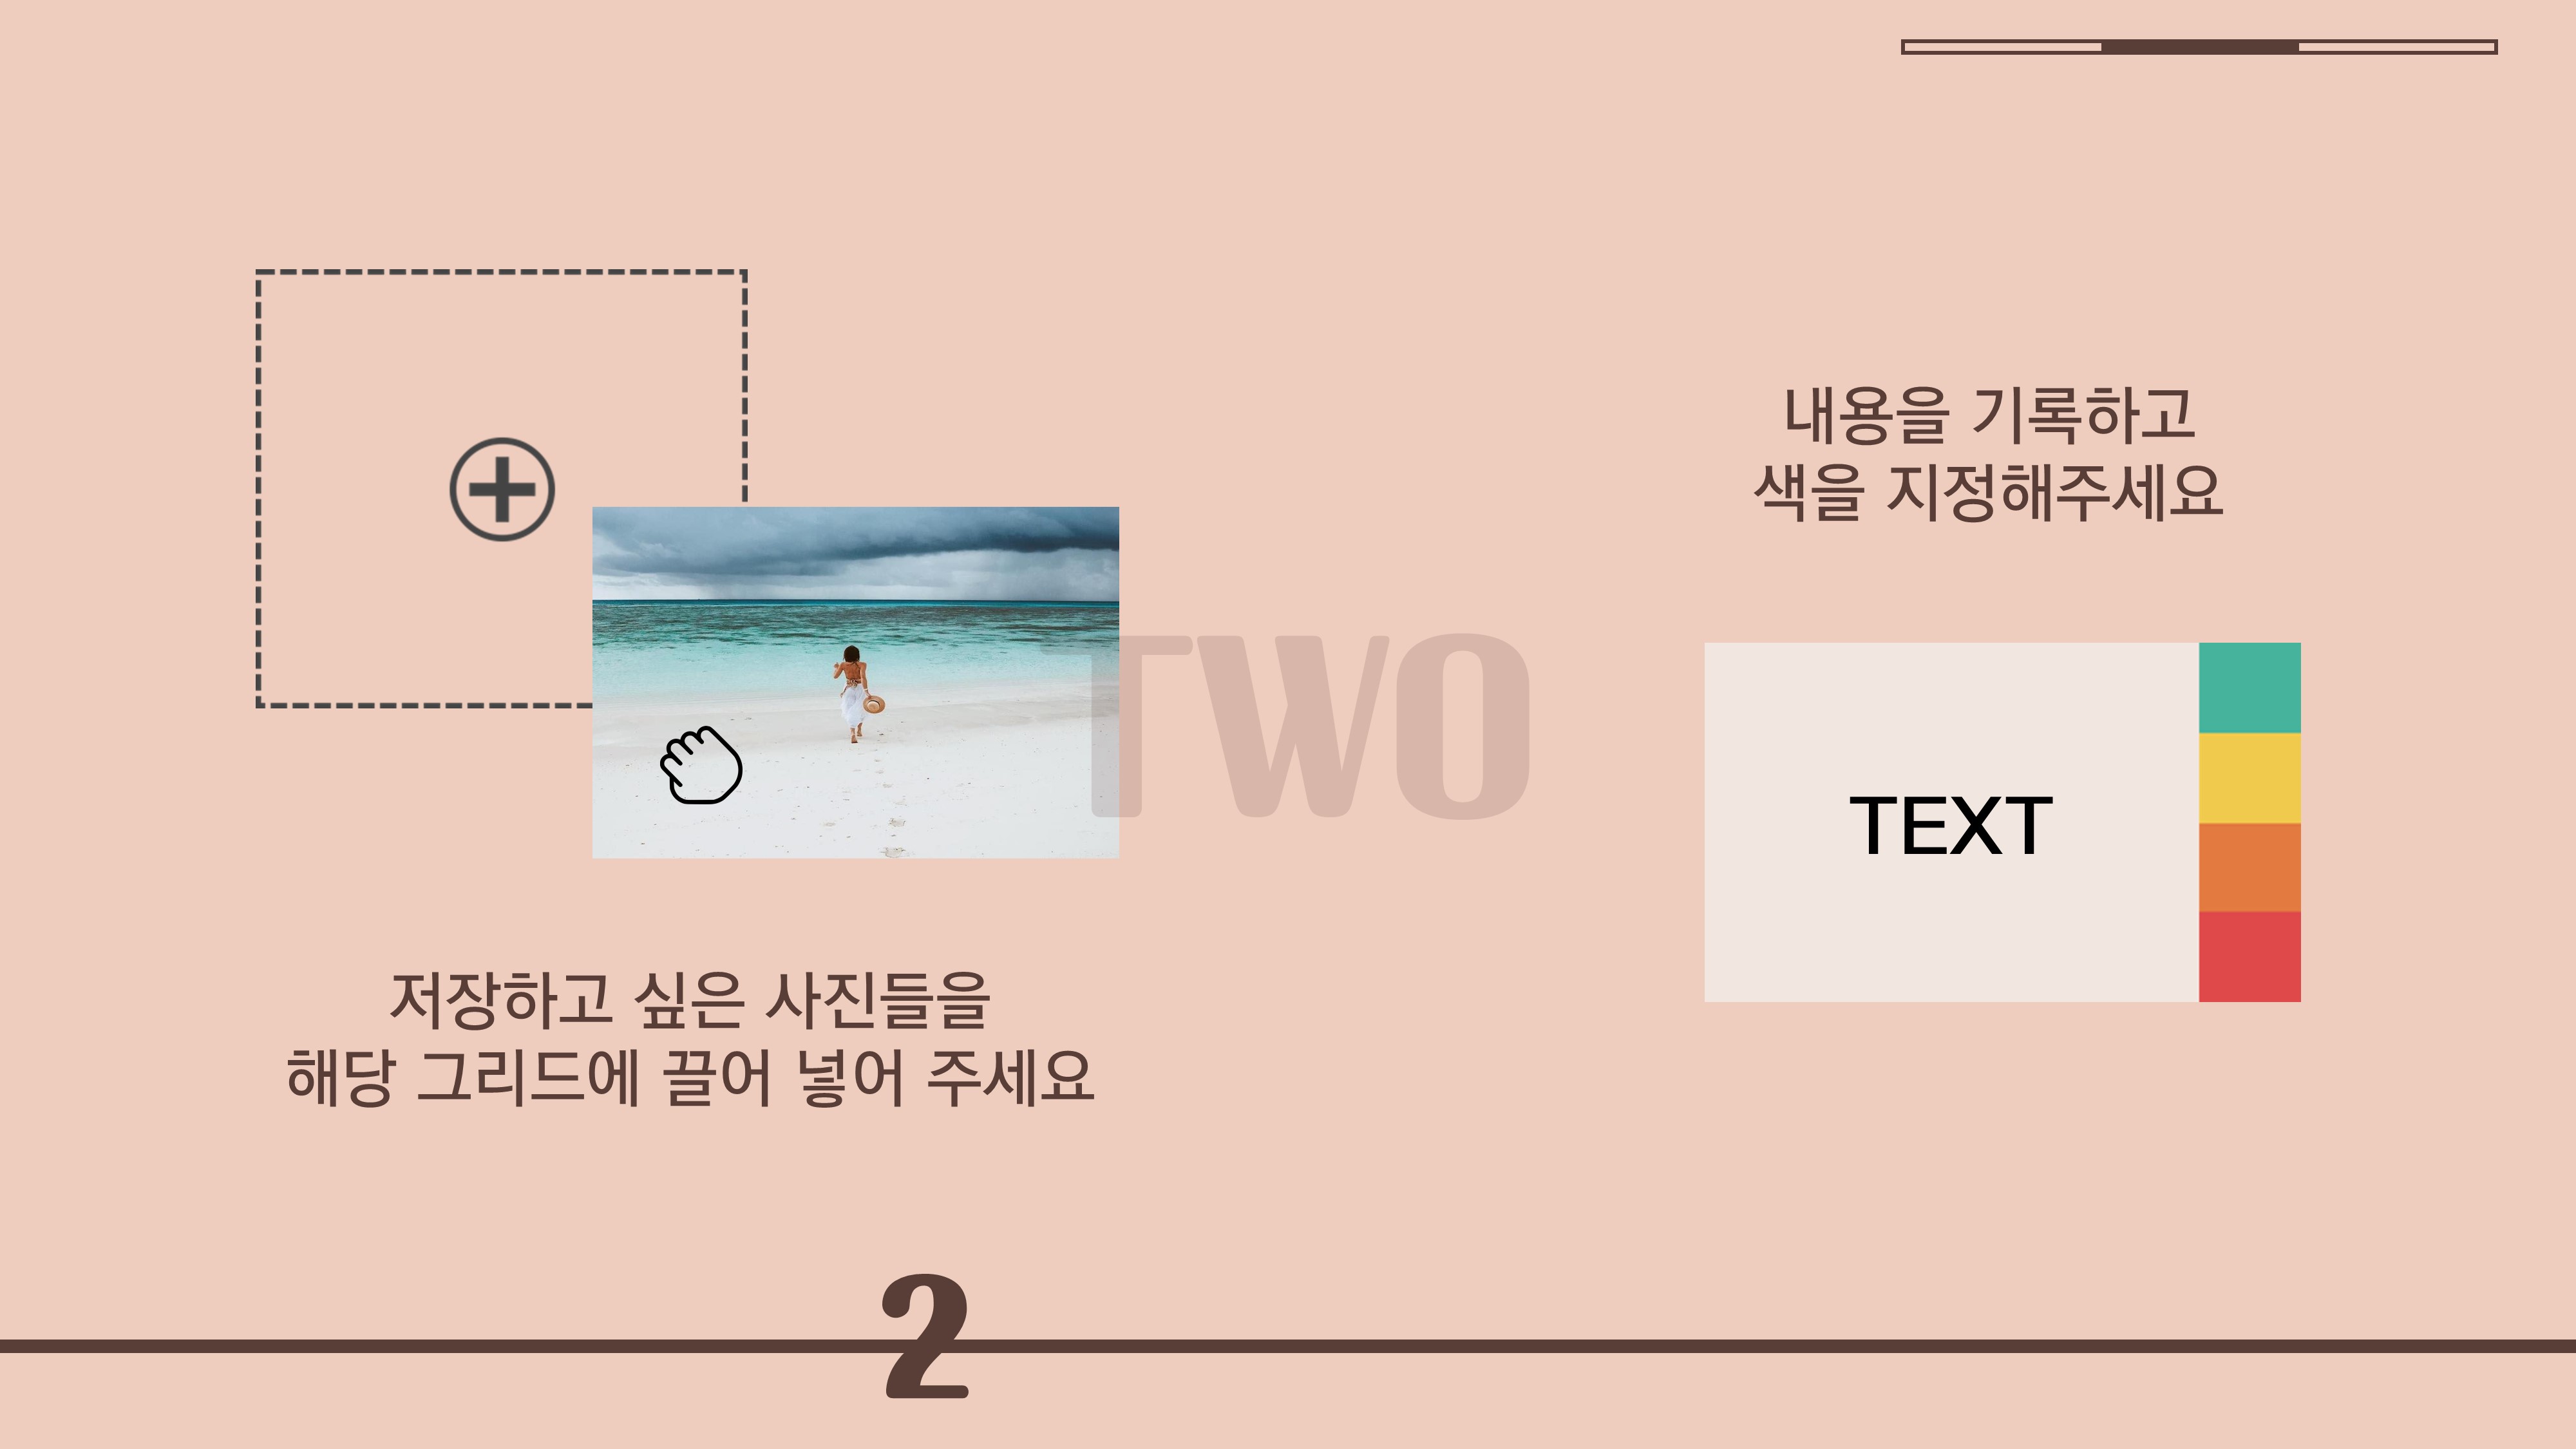 내용을 기록하고
색을 지정해주세요
TWO
TEXT
저장하고 싶은 사진들을
해당 그리드에 끌어 넣어 주세요
2